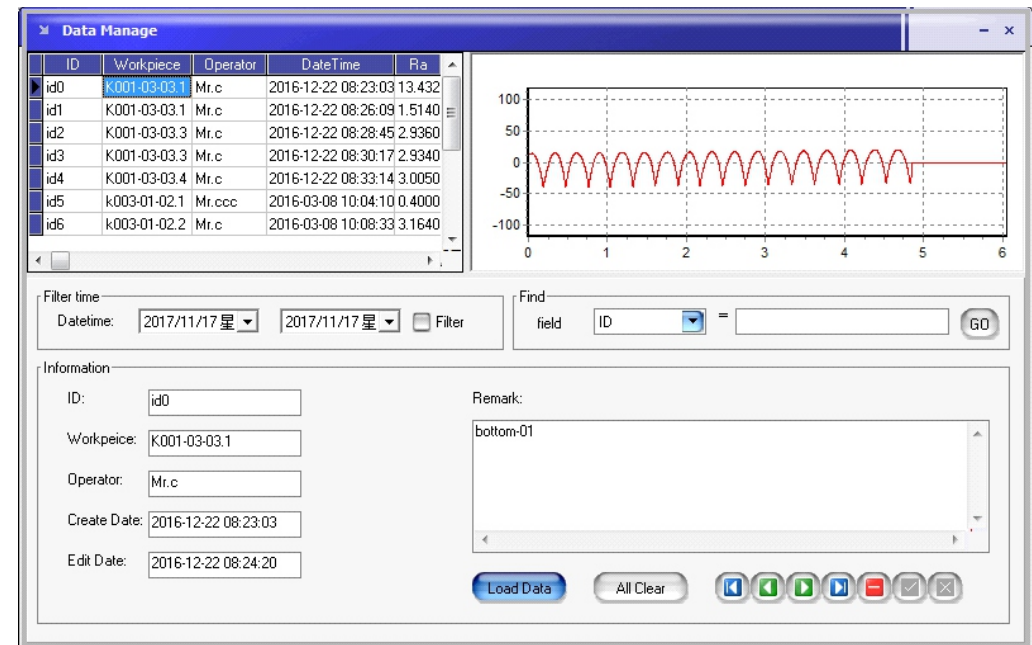 Data Manage
ID Workpiece Operator DateTime Ra
id0 K001-03-03.1 Mr.c 2016-12-22 08:23:03 13.432
id1 K001-03-03.1 Mr.c 2016-12-22 08:26:09 1.5140
id2 K001-03-03.3 Mr.c 2016-12-22 08:28:45 2.9360
id3 K001-03-03.3 Mr.c 2016-12-22 08:30:17 2.9340
id4 K001-03-03.4 Mr.c 2016-12-22 08:33:14 3.0050
id5 k003-01-02.1 Mr.ccc 2016-03-08 10:04:10 0.4000
id6 k003-01-02.2 Mr.c 2016-03-08 10:08:33 3.1640
100
50
0
-50
-100
0 1 2 3 4 5 6
Filter time
Datetime: 2017/11/17 星 2017/11/17 星 Filter
Find
field ID = GO
Information
ID: id0
Workpeice: K001-03-03.1
Operator: Mr.c
Create Date: 2016-12-22 08:23:03
Edit Date: 2016-12-22 08:24:20
Remark:
bottom-01
Load Data All Clear